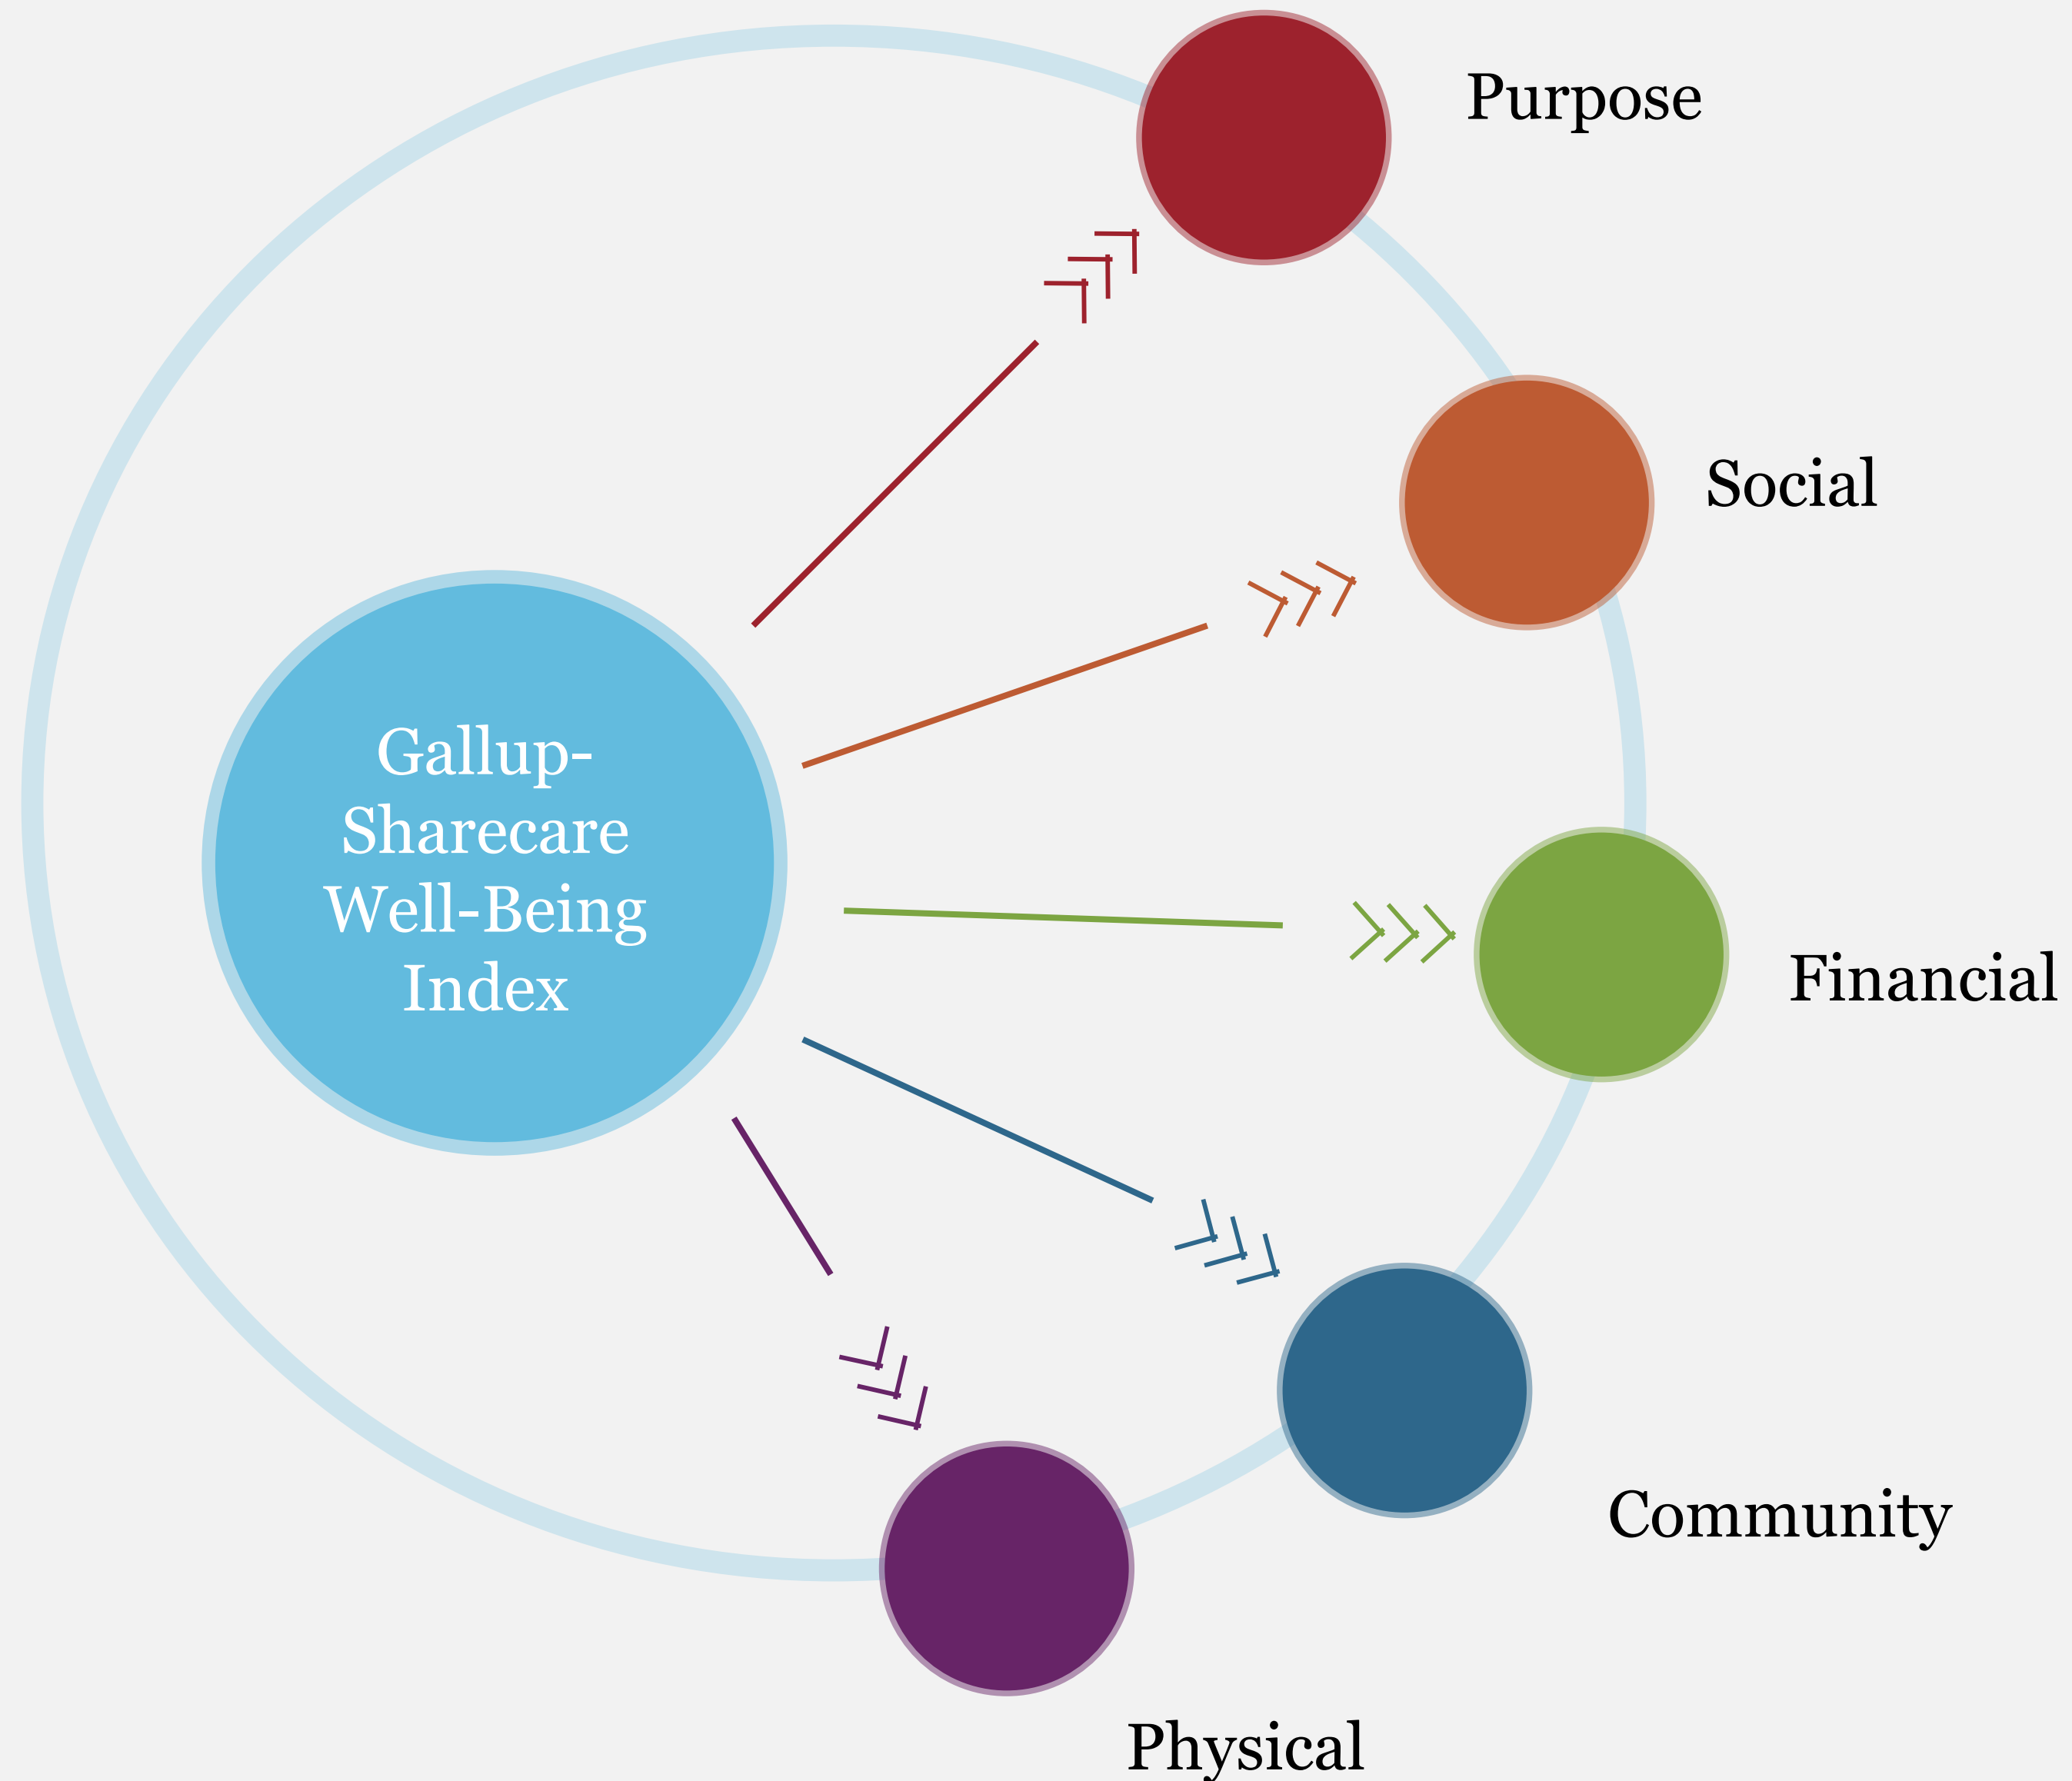 Purpose
Social
Gallup-
Sharecare
Well-Being
Index
Financial
Community
Physical